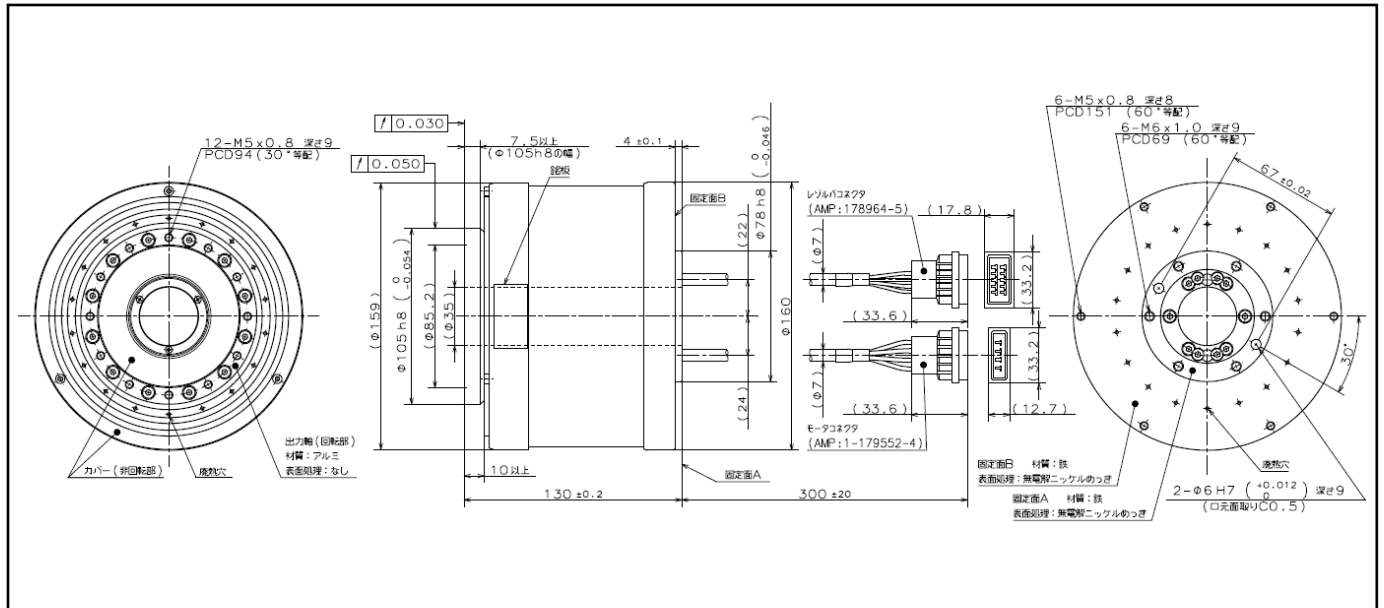 12-M5x0.8 深さ9
PCD94(30°等配)
カバー(非回転部)
廃熱穴
出力軸(回転部)
材質:アルミ
表面処理:なし
0.030
0.050
7.5以上
(Φ105h8の幅)
銘板
4 ±0.1
固定面B
(Φ159)
Φ105h8( 0 -0.054 )
Φ85.2
(Φ35)
(22)
(24)
Φ78h8( 0 -0.046 )
Φ160
10以上
130 ±0.2
固定面A
300 ±20
レゾルバコネクタ
(AMP:178964-5)
(17.8)
(Φ7)
(33.2)
(33.6)
(Φ7)
(33.2)
(33.6)
(12.7)
モータコネクタ
(AMP:1-179552-4)
6-M5x0.8 深さ8
PCD151 (60°等配)
6-M6x1.0 深さ9
PCD69 (60°等配)
67 ±0.02
30°
廃熱穴
固定面B 材質:鉄
表面処理:無電解ニッケルめっき
固定面A 材質:鉄
表面処理:無電解ニッケルめっき
2-Φ6H7 ( +0.012 0 ) 深さ9
(口元面取りC0.5)